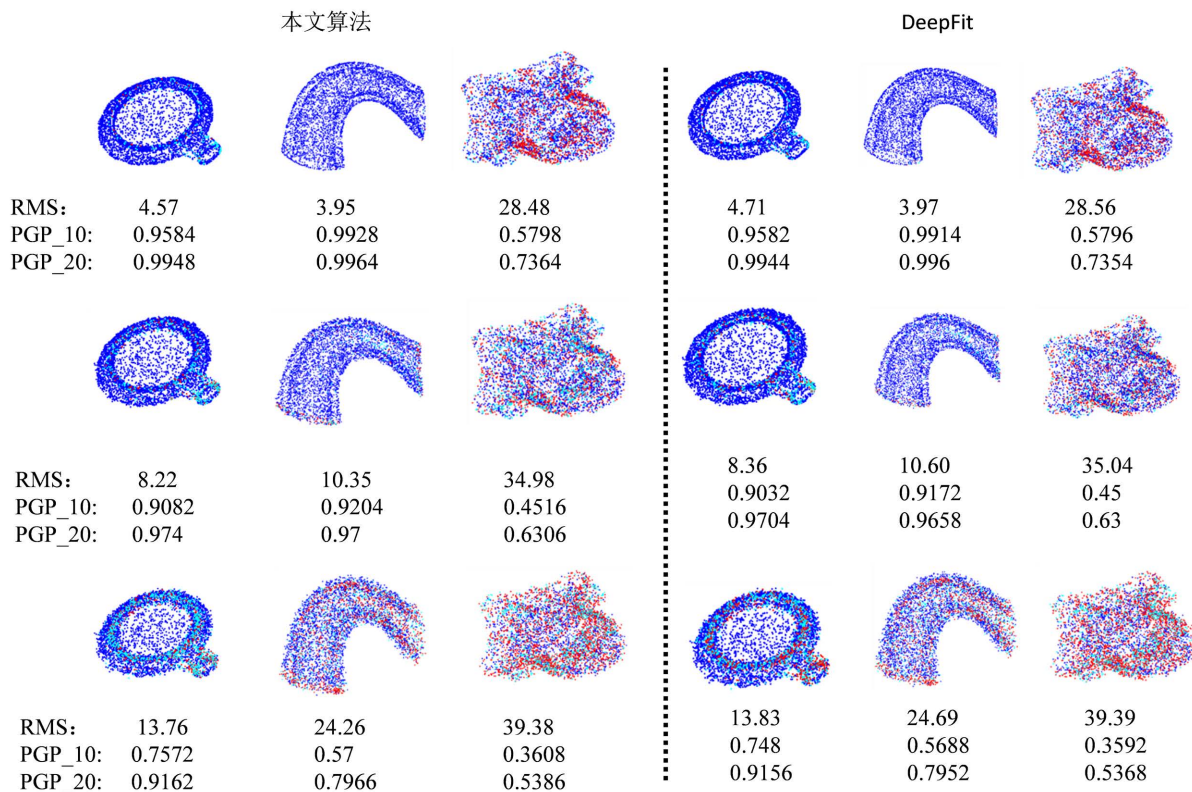 本文算法 DeepFit
RMS： 4.57 3.95 28.48 4.71 3.97 28.56
PGP_10: 0.9584 0.9928 0.5798 0.9582 0.9914 0.5796
PGP_20: 0.9948 0.9964 0.7364 0.9944 0.996 0.7354
RMS： 8.22 10.35 34.98 8.36 10.60 35.04
PGP_10: 0.9082 0.9204 0.4516 0.9032 0.9172 0.45
PGP_20: 0.974 0.97 0.6306 0.9704 0.9658 0.63
RMS： 13.76 24.26 39.38 13.83 24.69 39.39
PGP_10: 0.7572 0.57 0.3608 0.748 0.5688 0.3592
PGP_20: 0.9162 0.7966 0.5386 0.9156 0.7952 0.5368